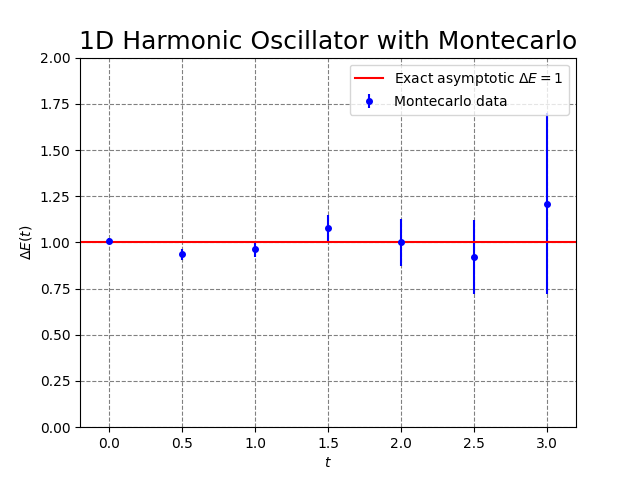 1D Harmonic Oscillator with Montecarlo
2.00
1.75
1.50
1.25
1.00
0.75
0.50
0.25
0.00
ΔE(t)
Exact asymptotic ΔE = 1
Montecarlo data
0.0 0.5 1.0 1.5 2.0 2.5 3.0
t